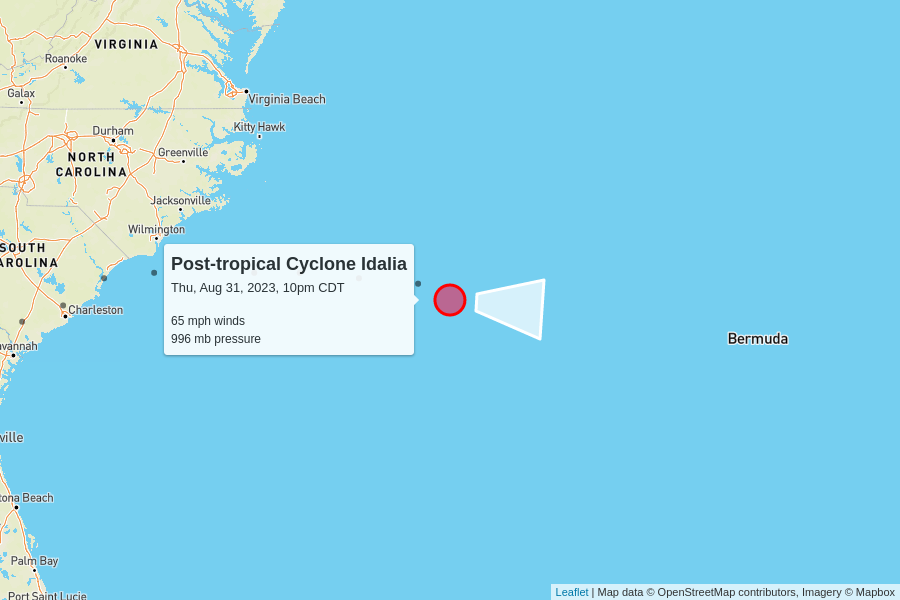 VIRGINIA
Roanoke
Galax
Virginia Beach
Durham
Kitty Hawk
NORTH
CAROLINA
Greenville
Jacksonville
Wilmington
SOUTH
AROLINA
Post-tropical Cyclone Idalia
Thu, Aug 31, 2023, 10pm CDT
65 mph winds
996 mb pressure
Charleston
avannah
Bermuda
ville
tona Beach
Palm Bay
Port Saint Lucie
Leaflet | Map data © OpenStreetMap contributors, Imagery © Mapbox